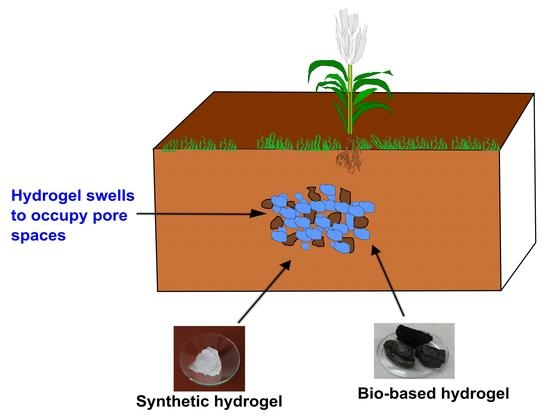 Hydrogel swells
to occupy pore
spaces
Synthetic hydrogel
Bio-based hydrogel